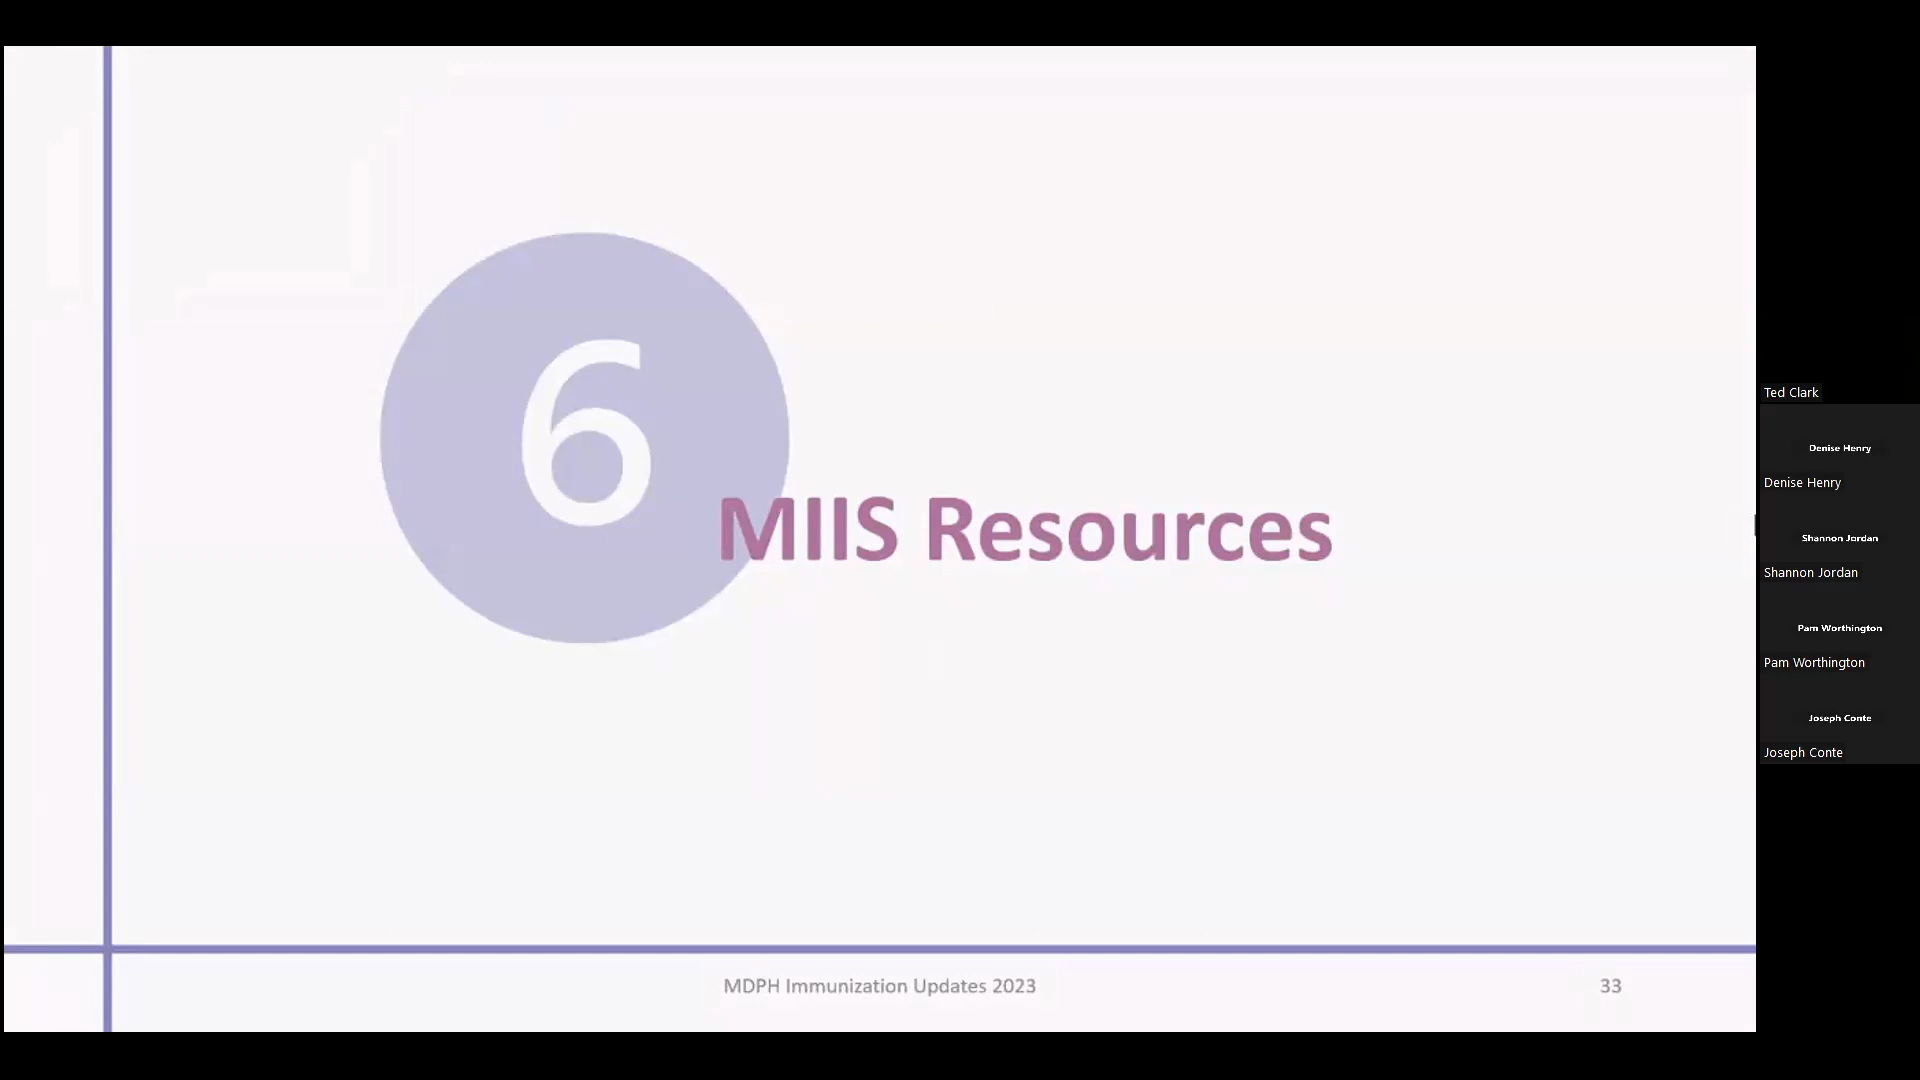 6
MIIS Resources
MDPH Immunization Updates 2023
33
Ted Clark
Denise Henry
Denise Henry
Shannon Jordan
Shannon Jordan
Pam Worthington
Pam Worthington
Joseph Conte
Joseph Conte